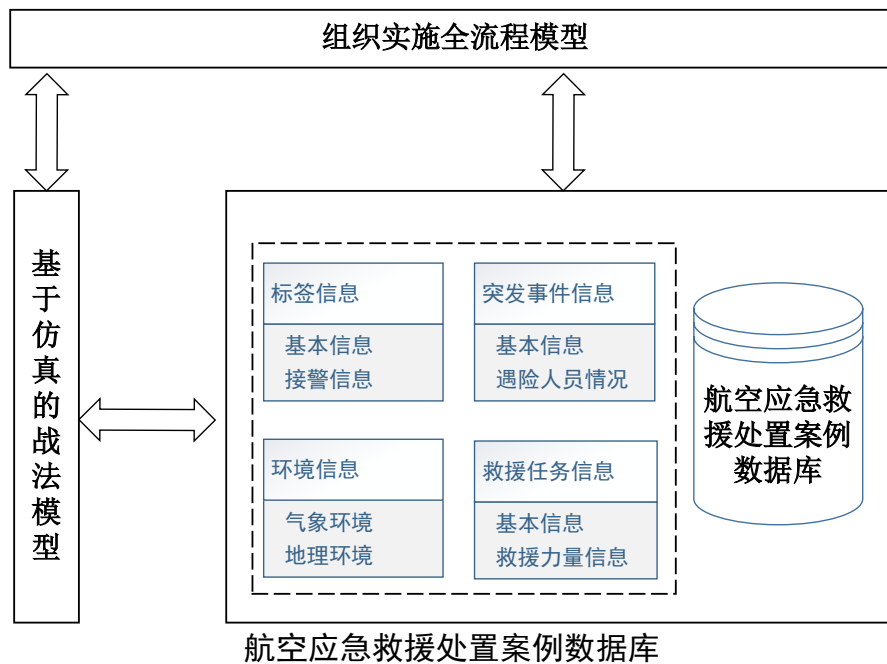 组织实施全流程模型
基于仿真的战法模型
标签信息
基本信息
接警信息
突发事件信息
基本信息
遇险人员情况
环境信息
气象环境
地理环境
救援任务信息
基本信息
救援力量信息
航空应急救
援处置案例
数据库
航空应急救援处置案例数据库